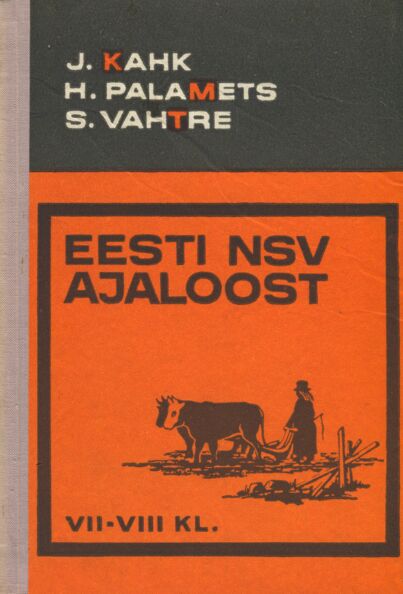 J. KAHK
H. PALAMETS
S. VAHTRE
EESTI NSV
AJALOOST
VII-VIII KL.